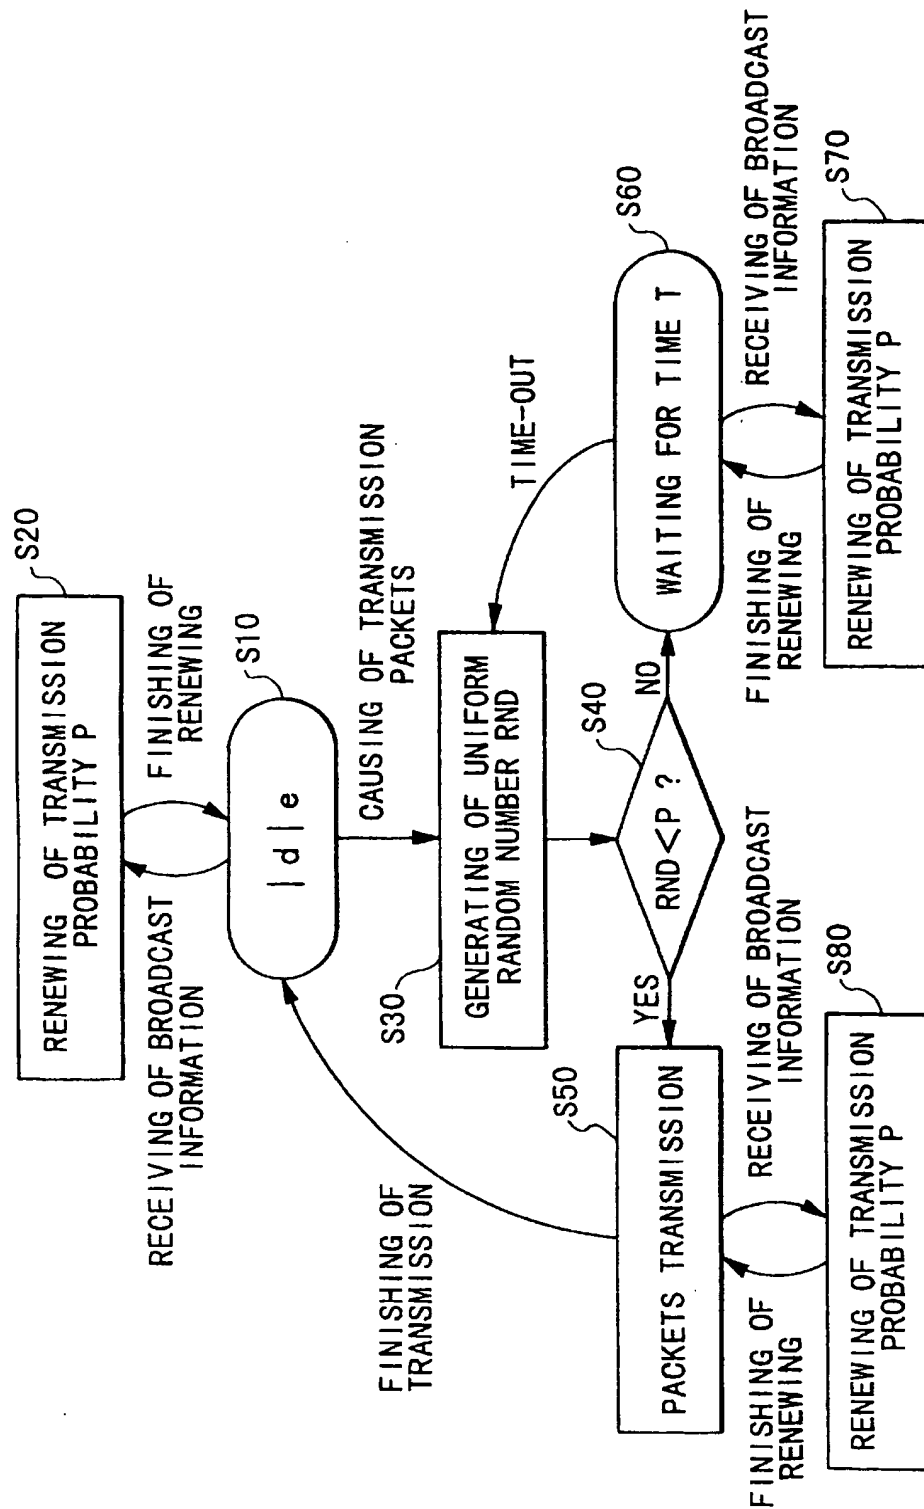 S20
RENEWING OF TRANSMISSION
PROBABILITY P
RECEIVING OF BROADCAST
INFORMATION
FINISHING OF
RENEWING
S10
Idle
CAUSING OF TRANSMISSION
PACKETS
FINISHING OF
TRANSMISSION
S30
GENERATING OF UNIFORM
RANDOM NUMBER RND
TIME-OUT
S40
RND<P ?
YES
NO
S50
PACKETS TRANSMISSION
S60
WAITING FOR TIME T
FINISHING OF
RENEWING
RECEIVING OF BROADCAST
INFORMATION
S80
RENEWING OF TRANSMISSION
PROBABILITY P
FINISHING OF
RENEWING
RECEIVING OF BROADCAST
INFORMATION
S70
RENEWING OF TRANSMISSION
PROBABILITY P